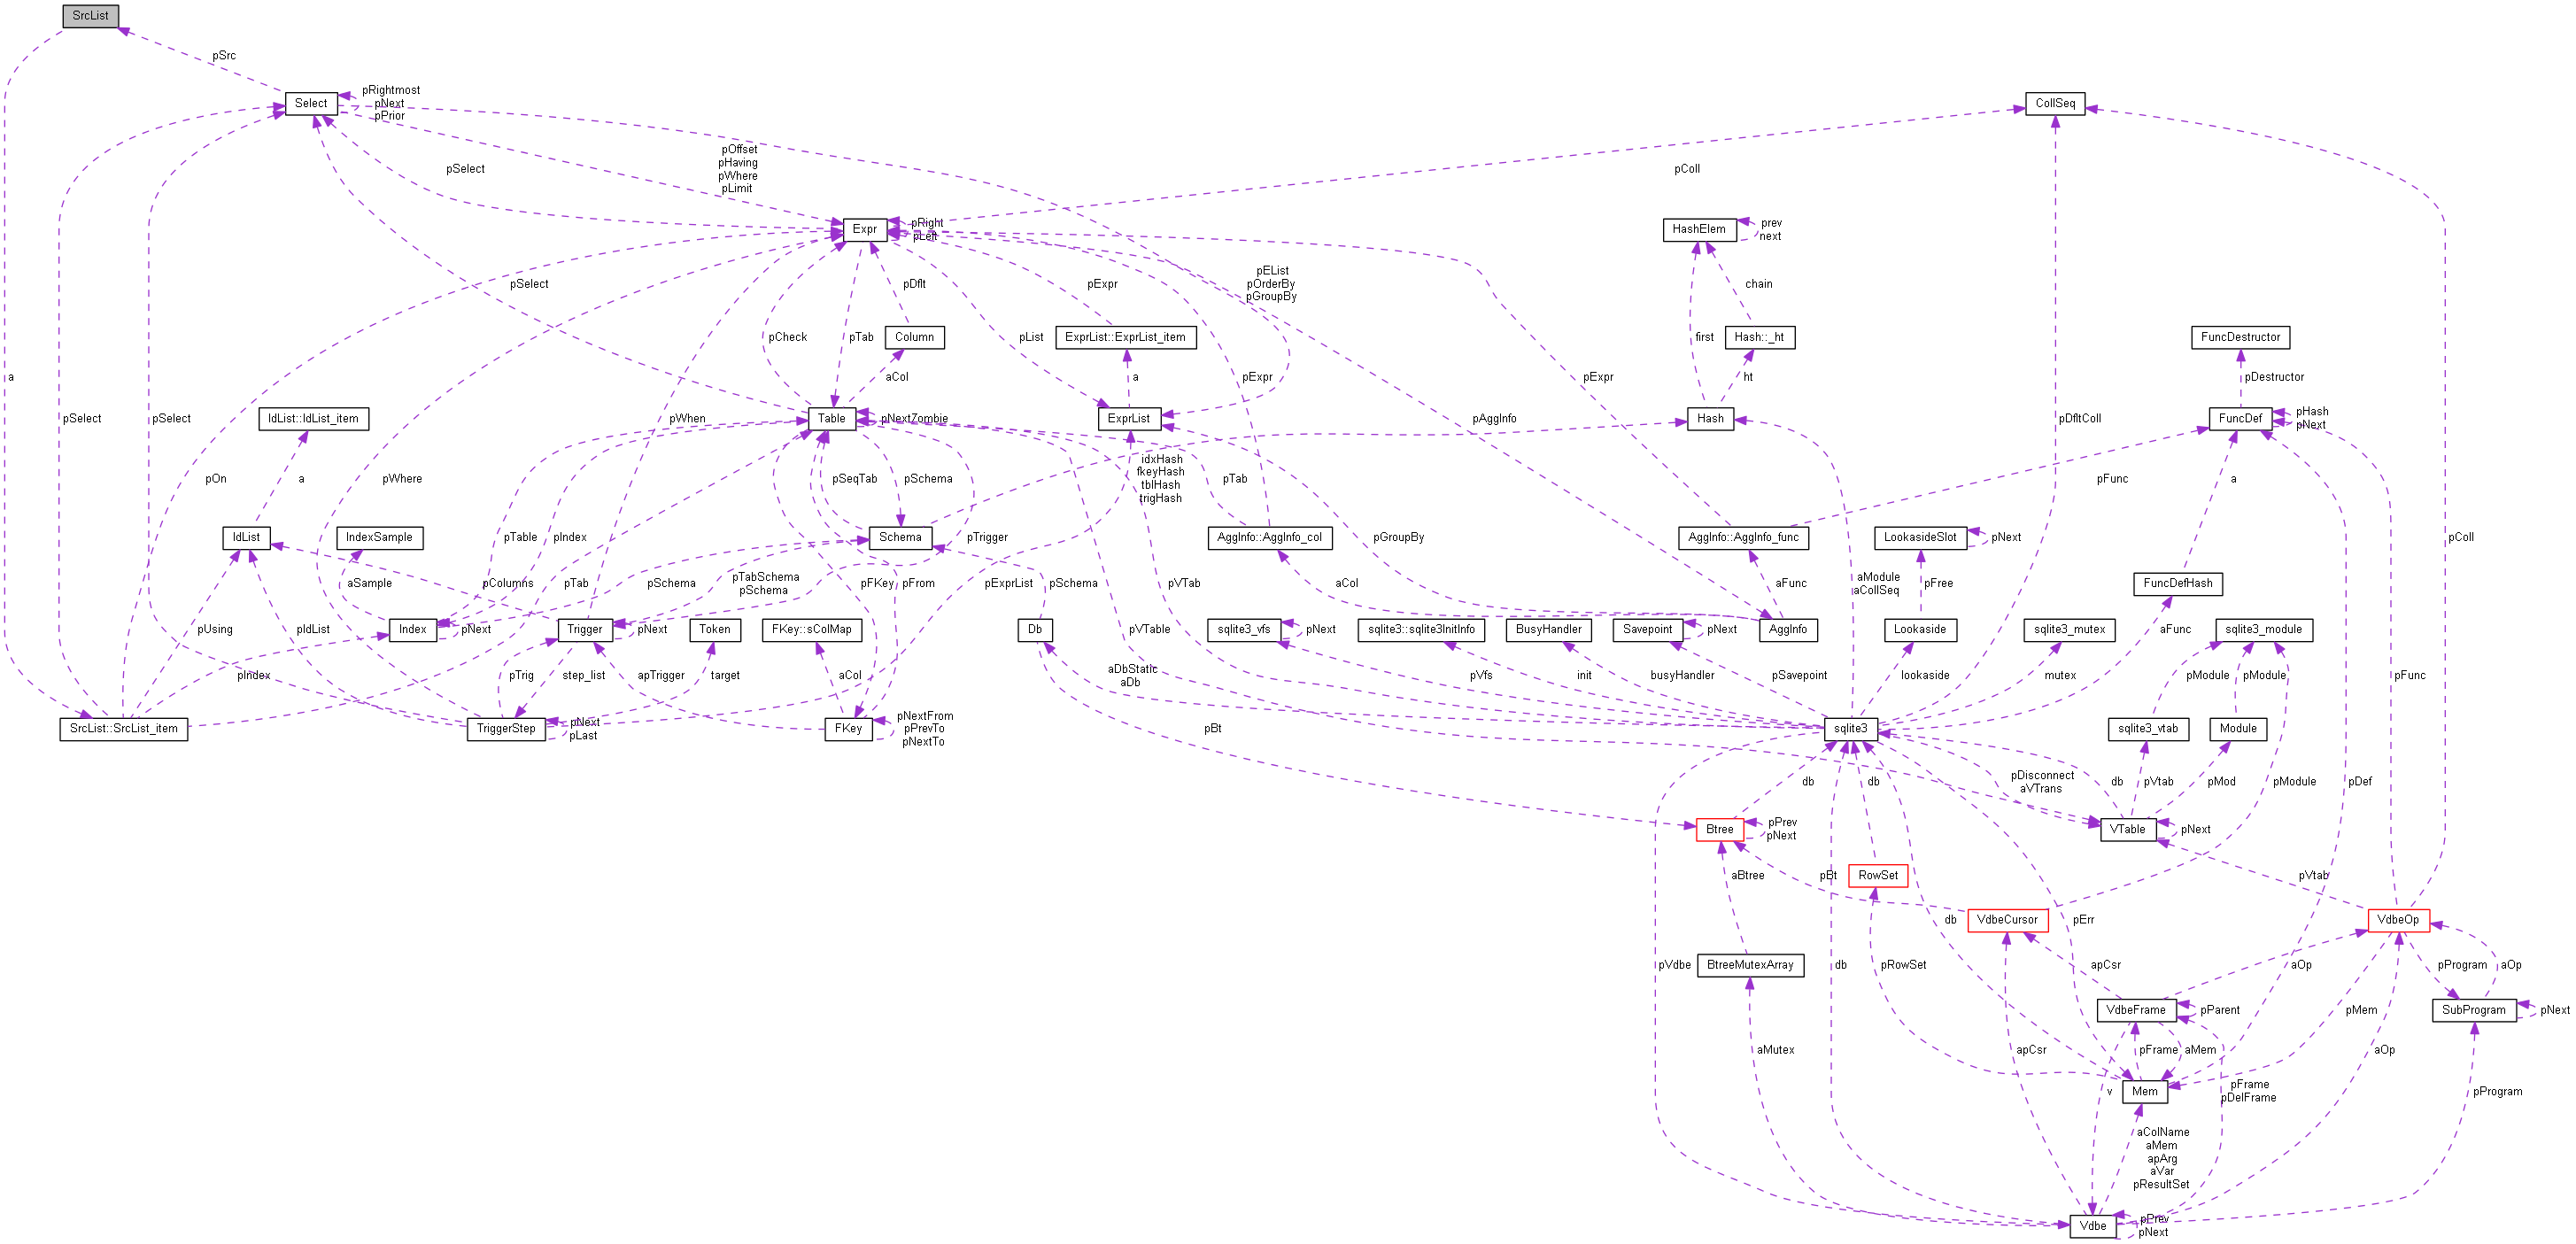 SrcList
pSrc
Select
pRightmost
pNext
pPrior
CollSeq
pOffset
pHaving
pWhere
pLimit
pSelect
pColl
Expr
pRight
pLeft
HashElem
prev
next
pSelect
pDflt
pExpr
pEList
pOrderBy
pGroupBy
chain
pCheck
pTab
Column
pList
ExprList::ExprList_item
first
Hash::_ht
FuncDestructor
a
aCol
a
pExpr
pExpr
ht
pDestructor
pSelect
pSelect
IdList::IdList_item
pWhen
Table
pNextZombie
ExprList
pAggInfo
Hash
pDfltColl
FuncDef
pHash
pNext
pOn
a
pWhere
pSeqTab
pSchema
idxHash
fkeyHash
tblHash
trigHash
pTab
pFunc
a
IdList
IndexSample
pTable
pIndex
Schema
pTrigger
AggInfo::AggInfo_col
pGroupBy
AggInfo::AggInfo_func
LookasideSlot
pNext
pColl
aSample
pColumns
pTab
pSchema
pTabSchema
pSchema
pFKey
pFrom
pExprList
pSchema
pVTab
aCol
aFunc
aModule
aCollSeq
pFree
FuncDefHash
pUsing
pIdList
Index
pNext
Trigger
pNext
Token
FKey::sColMap
Db
pVTable
sqlite3_vfs
pNext
sqlite3::sqlite3InitInfo
BusyHandler
Savepoint
pNext
AggInfo
Lookaside
aFunc
sqlite3_mutex
sqlite3_module
pIndex
pTrig
step_list
apTrigger
target
aCol
aDbStatic
aDb
pVfs
init
busyHandler
pSavepoint
lookaside
mutex
pModule
pModule
pFunc
SrcList::SrcList_item
TriggerStep
pNext
pLast
FKey
pNextFrom
pPrevTo
pNextTo
pBt
sqlite3
sqlite3_vtab
Module
db
db
pDisconnect
aVTrans
db
pVtab
pMod
pModule
pDef
Btree
pPrev
pNext
VTable
pNext
aBtree
RowSet
pBt
pVtab
VdbeCursor
db
pErr
VdbeOp
BtreeMutexArray
pVdbe
db
pRowSet
apCsr
aOp
pProgram
aOp
VdbeFrame
pParent
pMem
SubProgram
pNext
aMutex
apCsr
pFrame
aMem
aOp
v
Mem
pFrame
pDelFrame
pProgram
aColName
aMem
apArg
aVar
pResultSet
Vdbe
pPrev
pNext